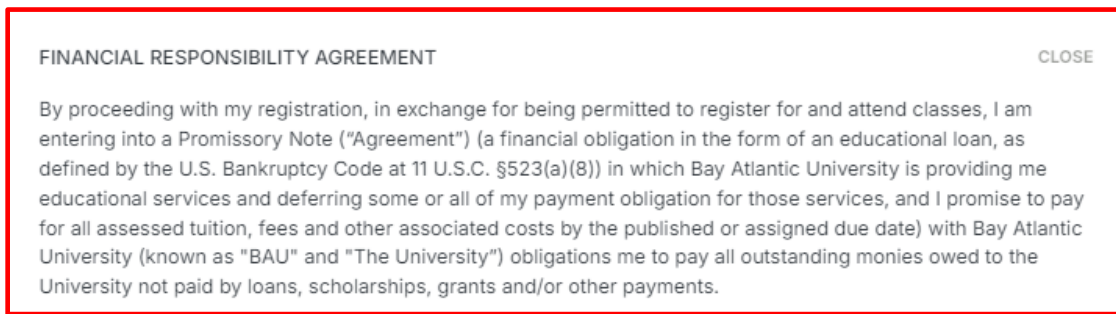 FINANCIAL RESPONSIBILITY AGREEMENT
CLOSE
By proceeding with my registration, in exchange for being permitted to register for and attend classes, I am
entering into a Promissory Note (“Agreement”) (a financial obligation in the form of an educational loan, as
defined by the U.S. Bankruptcy Code at 11 U.S.C. §523(a)(8)) in which Bay Atlantic University is providing me
educational services and deferring some or all of my payment obligation for those services, and I promise to pay
for all assessed tuition, fees and other associated costs by the published or assigned due date) with Bay Atlantic
University (known as "BAU" and "The University”) obligations me to pay all outstanding monies owed to the
University not paid by loans, scholarships, grants and/or other payments.